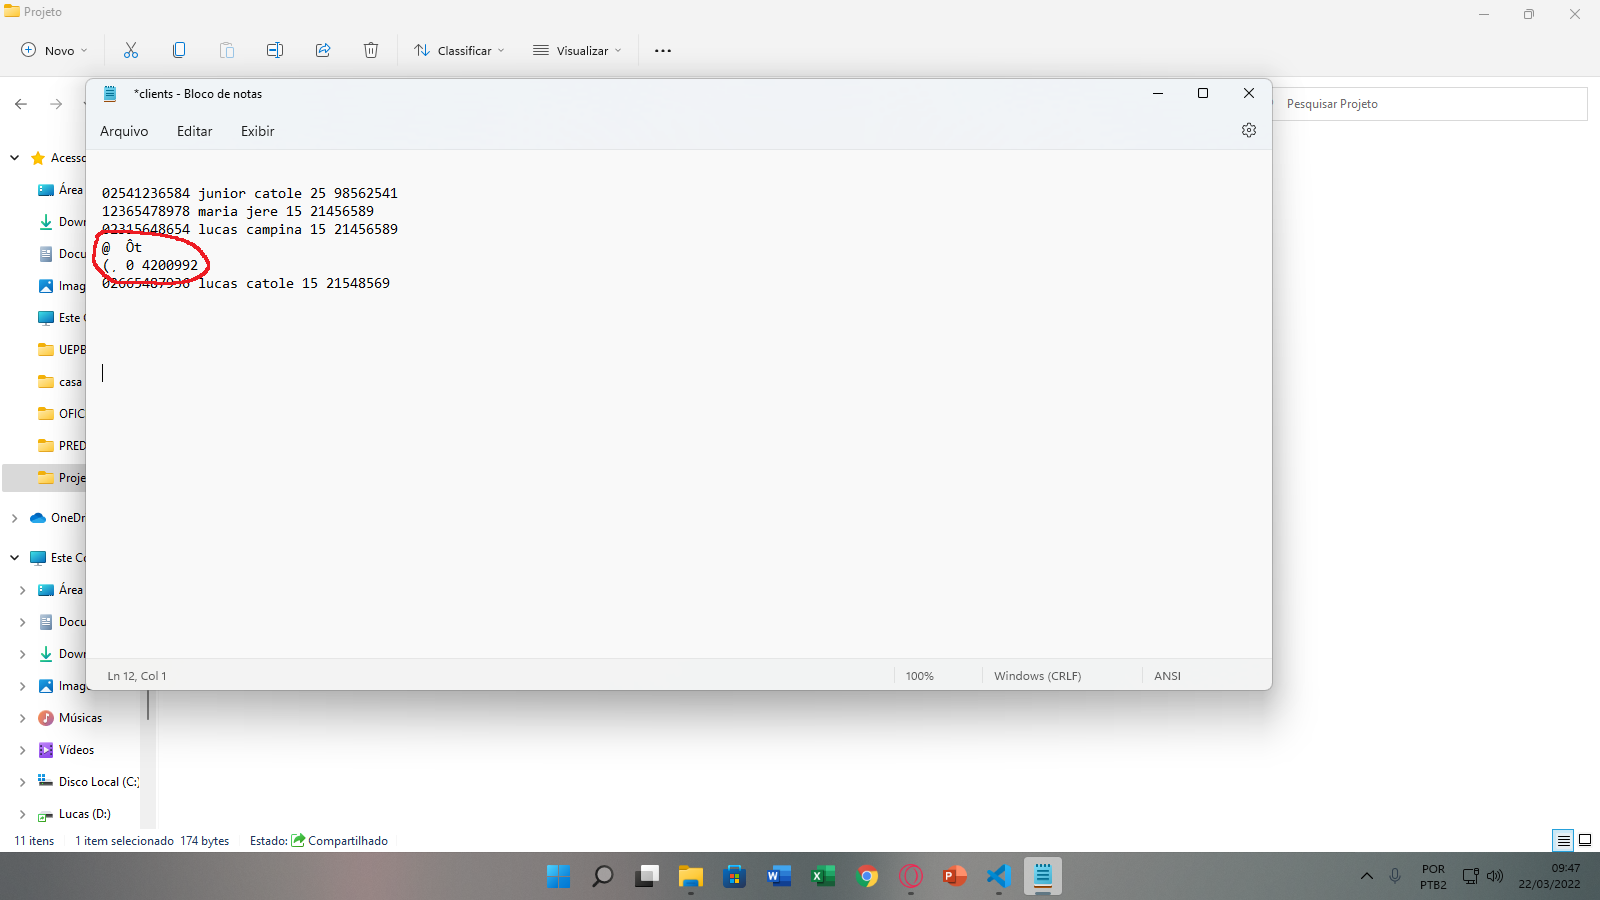 Projeto
Novo
Classificar
Visualizar
*clients - Bloco de notas
Pesquisar Projeto
Arquivo Editar Exibir
02541236584 junior catole 25 98562541
12365478978 maria jere 15 21456589
02315648654 lucas campina 15 21456589
@ Ôt
(¸ 0 4200992
02665487936 lucas catole 15 21548569
Acesso
Área
Down
Docu
Imag
Este C
UEPB
casa
OFIC
PRED
Proje
OneDr
Este Co
Área
Docu
Down
Imag
Músicas
Vídeos
Disco Local (C:)
Lucas (D:)
Ln 12, Col 1
100%
Windows (CRLF)
ANSI
11 itens
1 item selecionado 174 bytes
Estado: Compartilhado
POR
PTB2
09:47
22/03/2022